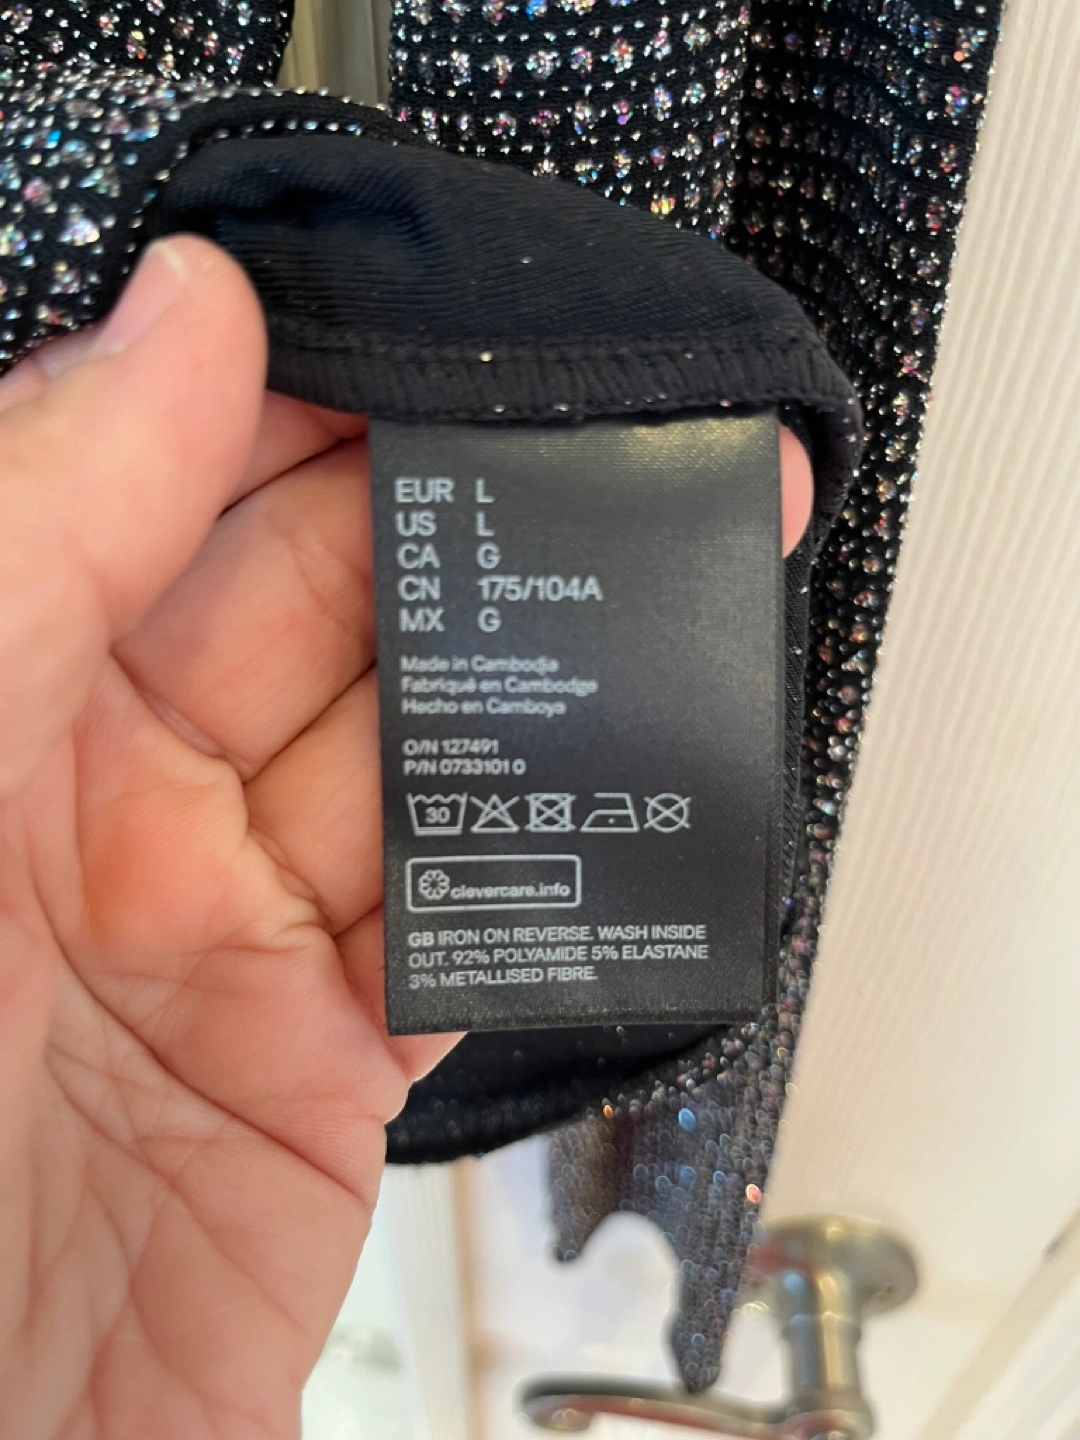 EUR L
US L
CA G
CN 175/104A
MX G
Made in Cambodja
Fabriqué en Cambodge
Hecho en Camboya
O/N 127491
P/N 0733101 0
30
clevercare.info
GB IRON ON REVERSE. WASH INSIDE
OUT. 92% POLYAMIDE 5% ELASTANE
3% METALLISED FIBRE.